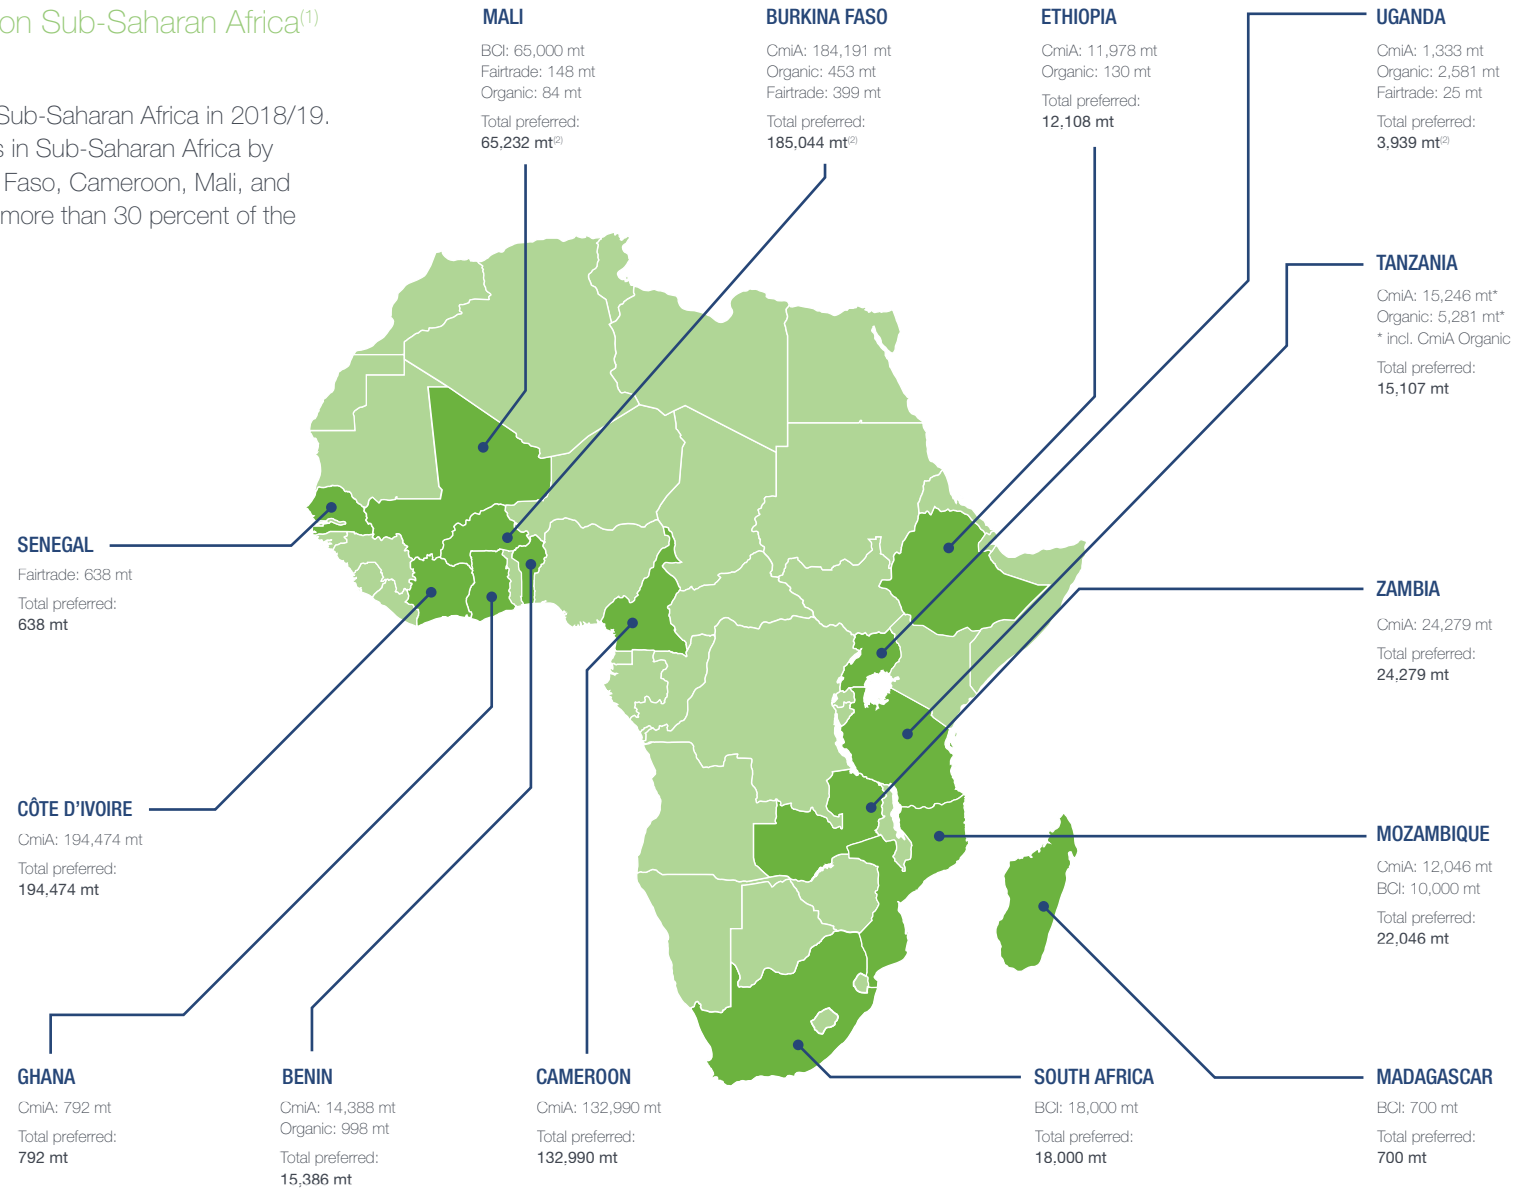 on Sub-Saharan Africa(1)
Sub-Saharan Africa in 2018/19.
s in Sub-Saharan Africa by
Faso, Cameroon, Mali, and
more than 30 percent of the
MALI
BCI: 65,000 mt
Fairtrade: 148 mt
Organic: 84 mt
Total preferred:
65,232 mt(2)
BURKINA FASO
CmiA: 184,191 mt
Organic: 453 mt
Fairtrade: 399 mt
Total preferred:
185,044 mt(2)
ETHIOPIA
CmiA: 11,978 mt
Organic: 130 mt
Total preferred:
12,108 mt
UGANDA
CmiA: 1,333 mt
Organic: 2,581 mt
Fairtrade: 25 mt
Total preferred:
3,939 mt(2)
TANZANIA
CmiA: 15,246 mt*
Organic: 5,281 mt*
* incl. CmiA Organic
Total preferred:
15,107 mt
SENEGAL
Fairtrade: 638 mt
Total preferred:
638 mt
ZAMBIA
CmiA: 24,279 mt
Total preferred:
24,279 mt
CÔTE D'IVOIRE
CmiA: 194,474 mt
Total preferred:
194,474 mt
MOZAMBIQUE
CmiA: 12,046 mt
BCI: 10,000 mt
Total preferred:
22,046 mt
GHANA
CmiA: 792 mt
Total preferred:
792 mt
BENIN
CmiA: 14,388 mt
Organic: 998 mt
Total preferred:
15,386 mt
CAMEROON
CmiA: 132,990 mt
Total preferred:
132,990 mt
SOUTH AFRICA
BCI: 18,000 mt
Total preferred:
18,000 mt
MADAGASCAR
BCI: 700 mt
Total preferred:
700 mt